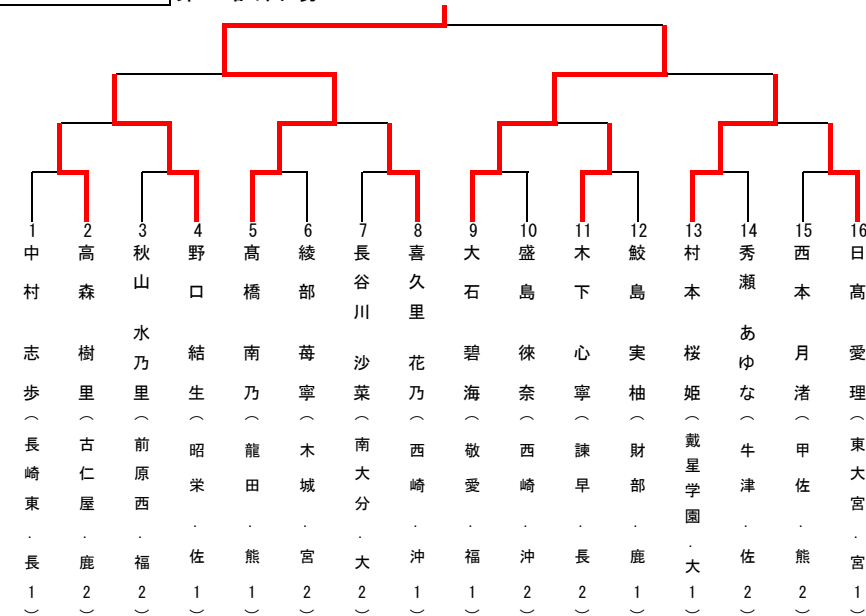 1 中村 志歩（長崎東．長1）
2 高森 樹里（古仁屋．鹿2）
3 秋山 水乃里（前原西．福2）
4 野口 結生（昭栄．佐1）
5 髙橋 南乃（龍田．熊1）
6 綾部 苺寧（木城．宮2）
7 長谷川 沙菜（南大分．大2）
8 喜久里 花乃（西崎．沖1）
9 大石 碧海（敬愛．福1）
10 盛島 徠奈（西崎．沖2）
11 木下 心寧（諫早．長2）
12 鮫島 実柚（財部．鹿1）
13 村本 桜姫（戴星学園．大1）
14 秀瀬 あゆな（牛津．佐2）
15 西本 月渚（甲佐．熊2）
16 日髙 愛理（東大宮．宮1）